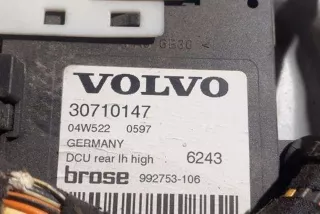 VOLVO
30710147
04W522 0597
GERMANY
DCU rear lh high 6243
brose 992753-106